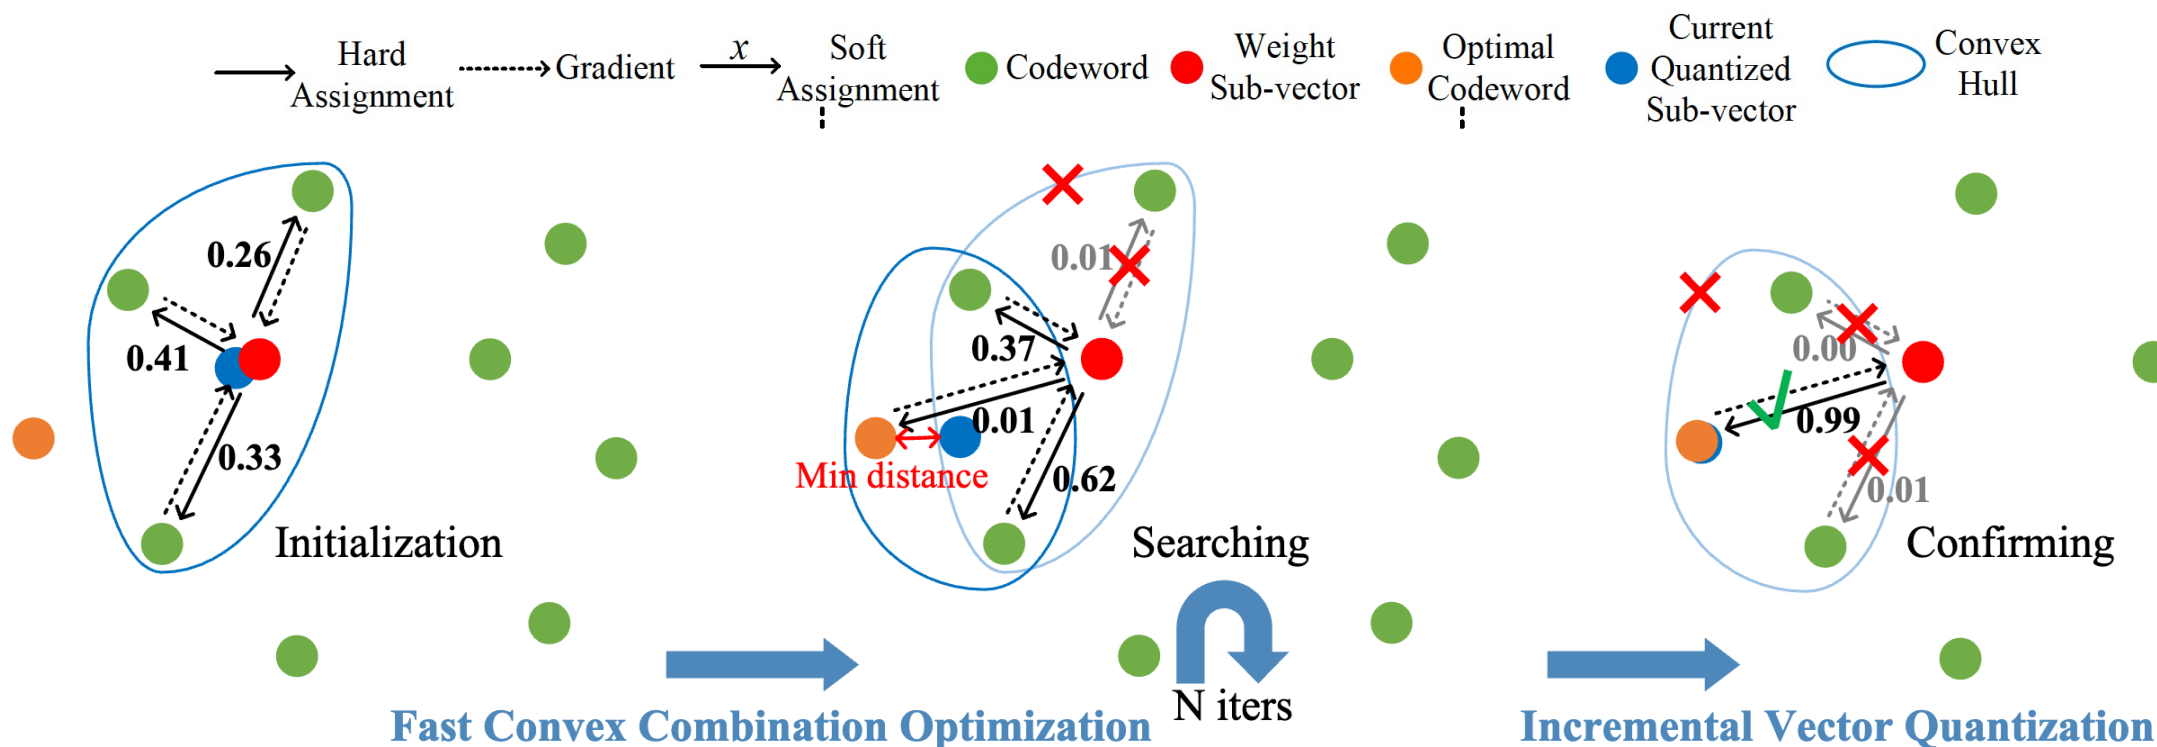 Hard
Assignment
Gradient
x
Soft
Assignment
Codeword
Weight
Sub-vector
Optimal
Codeword
Current
Quantized
Sub-vector
Convex
Hull
0.26
0.41
0.33
Initialization
0.01
0.37
0.01
Min distance
0.62
Searching
N iters
0.00
0.99
0.01
Confirming
Fast Convex Combination Optimization
Incremental Vector Quantization